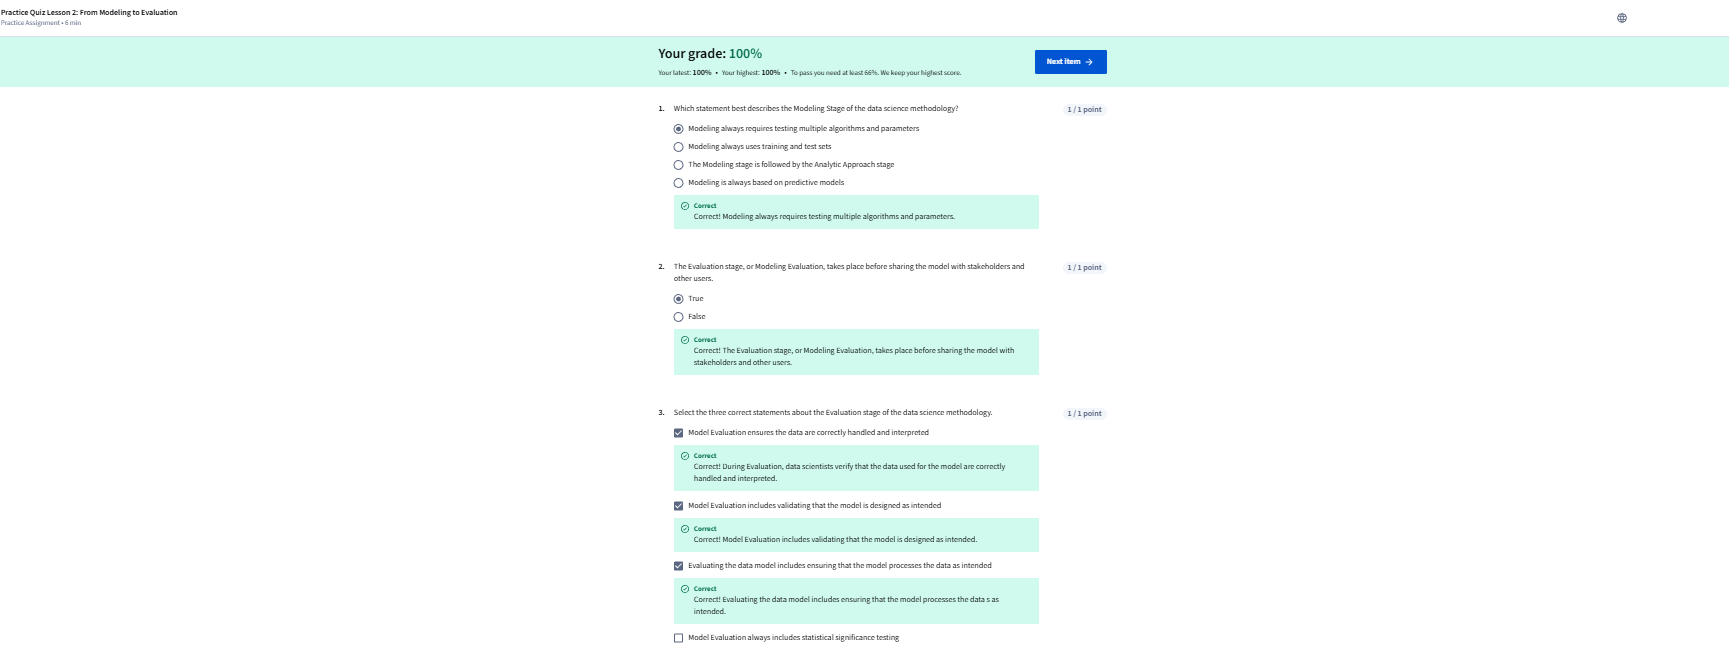 Practice Quiz Lesson 2: From Modeling to Evaluation
Practice Assignment • 6 min
Your grade: 100%
Your latest: 100% • Your highest: 100% • To pass you need at least 66%. We keep your highest score.
Next item →
1. Which statement best describes the Modeling Stage of the data science methodology?
1 / 1 point
Modeling always requires testing multiple algorithms and parameters
Modeling always uses training and test sets
The Modeling stage is followed by the Analytic Approach stage
Modeling is always based on predictive models
Correct
Correct! Modeling always requires testing multiple algorithms and parameters.
2. The Evaluation stage, or Modeling Evaluation, takes place before sharing the model with stakeholders and
other users.
1 / 1 point
True
False
Correct
Correct! The Evaluation stage, or Modeling Evaluation, takes place before sharing the model with
stakeholders and other users.
3. Select the three correct statements about the Evaluation stage of the data science methodology.
1 / 1 point
Model Evaluation ensures the data are correctly handled and interpreted
Correct
Correct! During Evaluation, data scientists verify that the data used for the model are correctly
handled and interpreted.
Model Evaluation includes validating that the model is designed as intended
Correct
Correct! Model Evaluation includes validating that the model is designed as intended.
Evaluating the data model includes ensuring that the model processes the data as intended
Correct
Correct! Evaluating the data model includes ensuring that the model processes the data s as
intended.
Model Evaluation always includes statistical significance testing